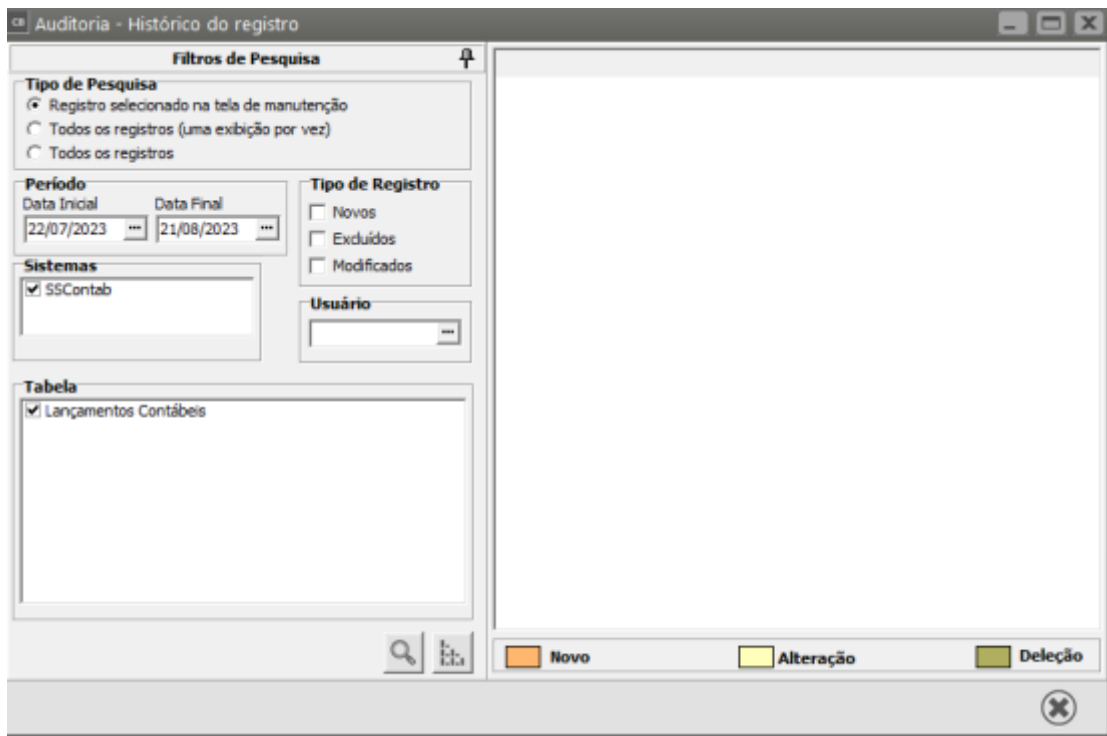 CB Auditoria - Histórico do registro
Filtros de Pesquisa
Tipo de Pesquisa
Registro selecionado na tela de manutenção
Todos os registros (uma exibição por vez)
Todos os registros
Período
Data Inicial Data Final
22/07/2023 ... 21/08/2023 ...
Tipo de Registro
Novos
Excluídos
Modificados
Sistemas
SSContab
Usuário
...
Tabela
Lançamentos Contábeis
Novo Alteração Deleção